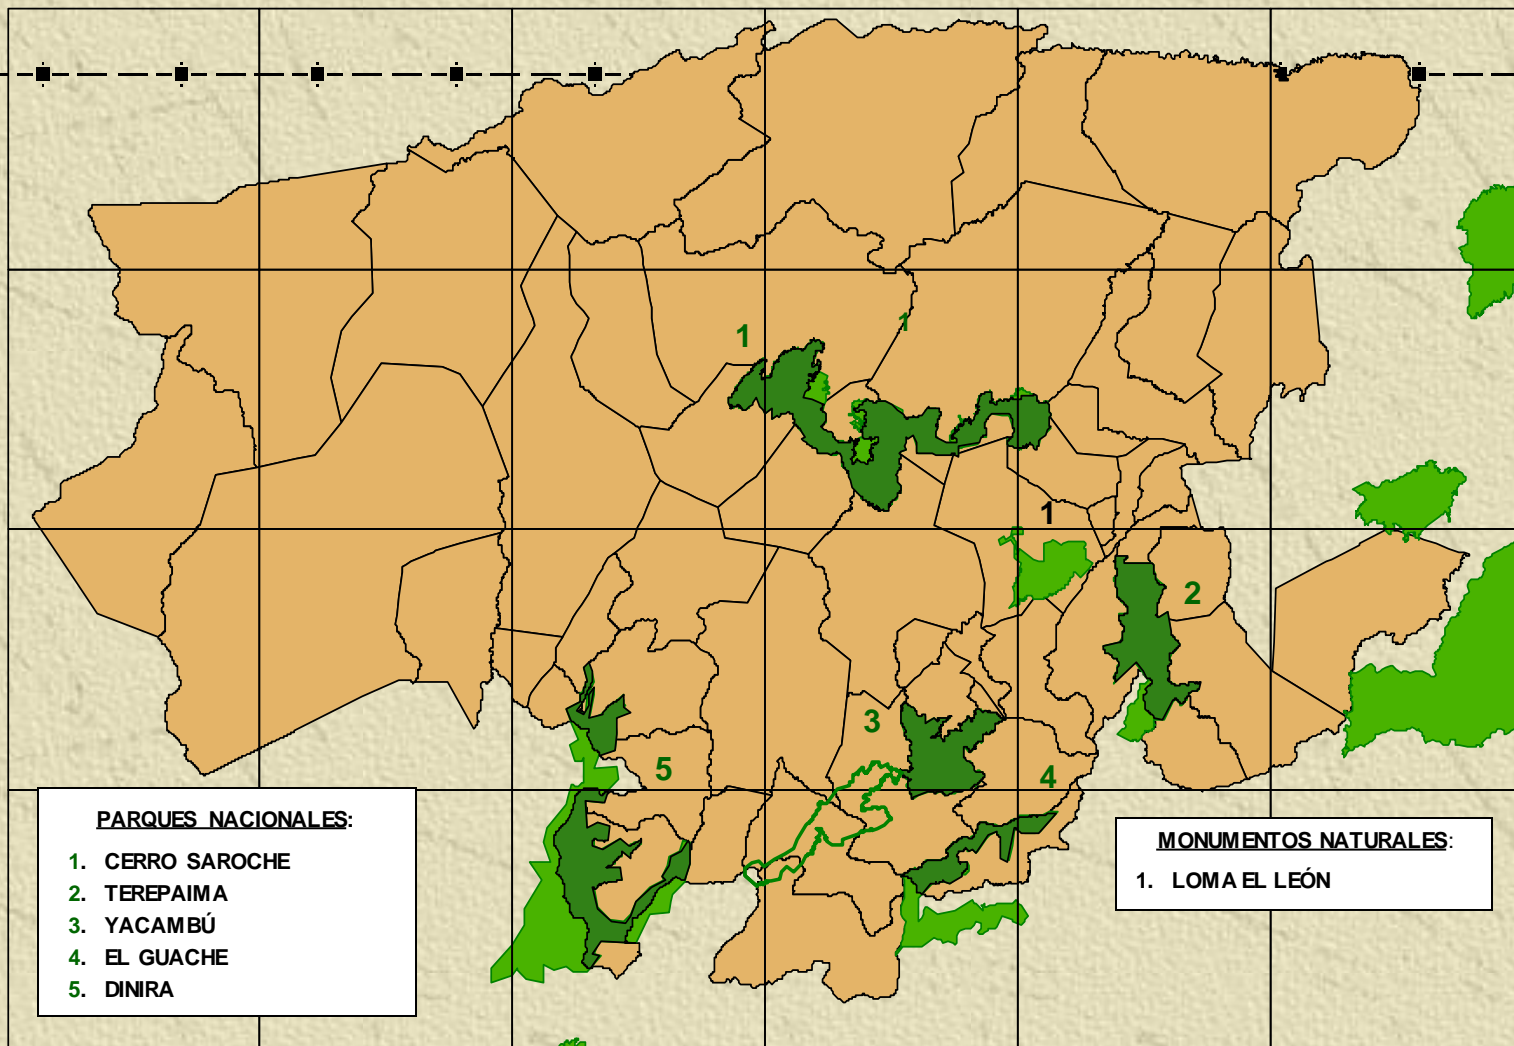 1
1
1
2
3
4
5
PARQUES NACIONALES:
1. CERRO SAROCHE
2. TEREPAIMA
3. YACAMBÚ
4. EL GUACHE
5. DINIRA
MONUMENTOS NATURALES:
1. LOMA EL LEÓN